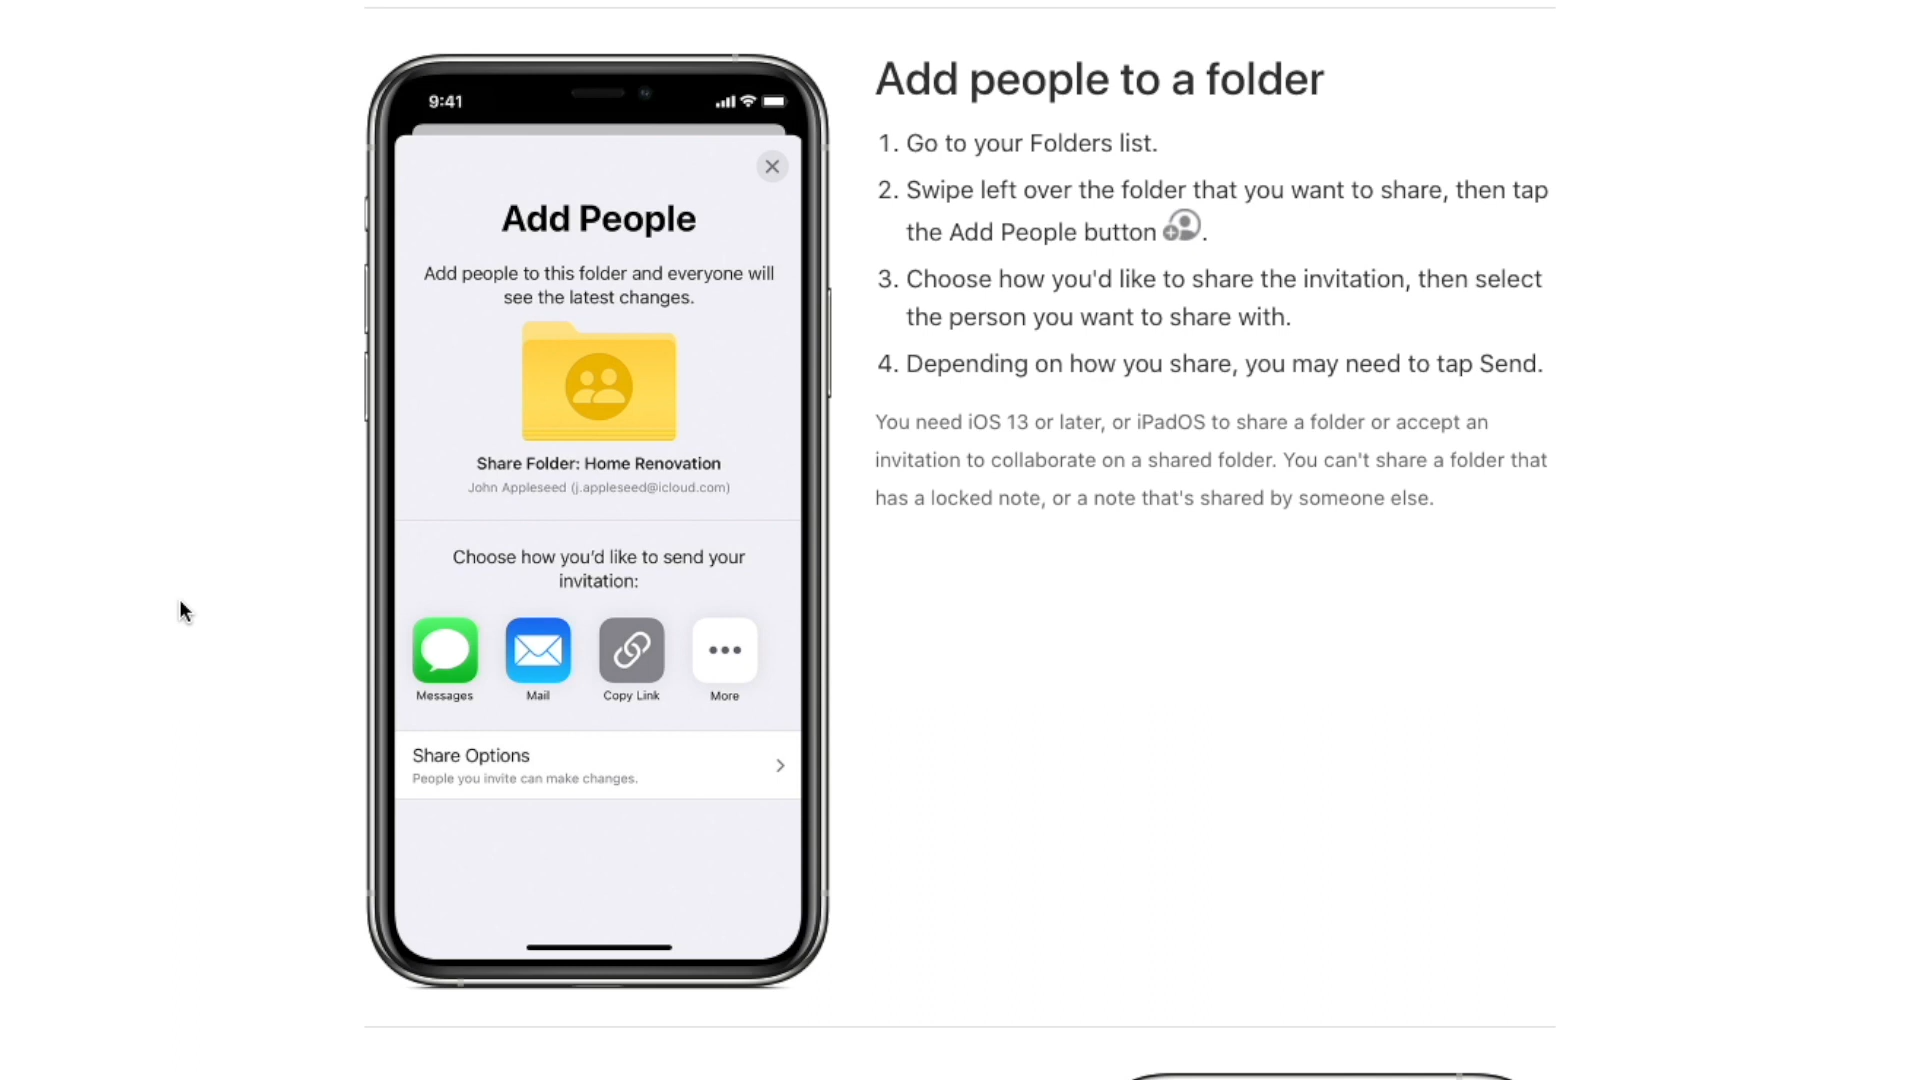 9:41
Add People
Add people to this folder and everyone will
see the latest changes.
Share Folder: Home Renovation
John Appleseed (j.appleseed@icloud.com)
Choose how you’d like to send your
invitation:
Messages
Mail
Copy Link
More
Share Options
People you invite can make changes.
Add people to a folder
1. Go to your Folders list.
2. Swipe left over the folder that you want to share, then tap
the Add People button .
3. Choose how you'd like to share the invitation, then select
the person you want to share with.
4. Depending on how you share, you may need to tap Send.
You need iOS 13 or later, or iPadOS to share a folder or accept an
invitation to collaborate on a shared folder. You can't share a folder that
has a locked note, or a note that's shared by someone else.